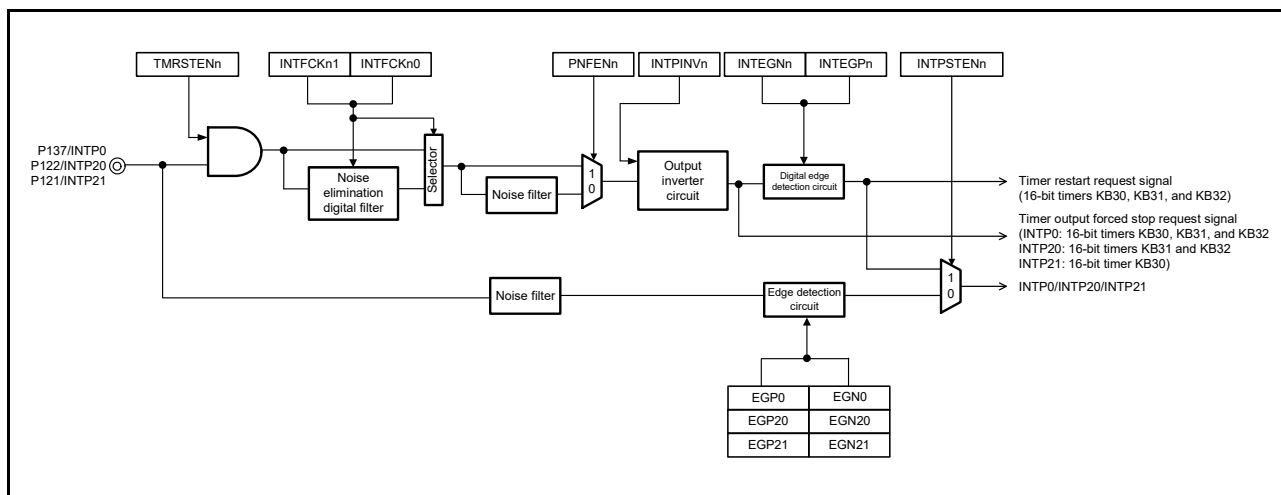 TMRSTENn
INTFCKn1 INTFCKn0
PNFENn
INTPINVn
INTEGNn INTEGPn
INTPSTENn
P137/INTP0
P122/INTP20
P121/INTP21
Noise
elimination
digital filter
Selector
Noise filter
1
0
Output
inverter
circuit
Digital edge
detection circuit
Timer restart request signal
(16-bit timers KB30, KB31, and KB32)
Timer output forced stop request signal
(INTP0: 16-bit timers KB30, KB31, and KB32
INTP20: 16-bit timers KB31 and KB32
INTP21: 16-bit timer KB30)
Noise filter
Edge detection
circuit
1
0
INTP0/INTP20/INTP21
EGP0 EGN0
EGP20 EGN20
EGP21 EGN21